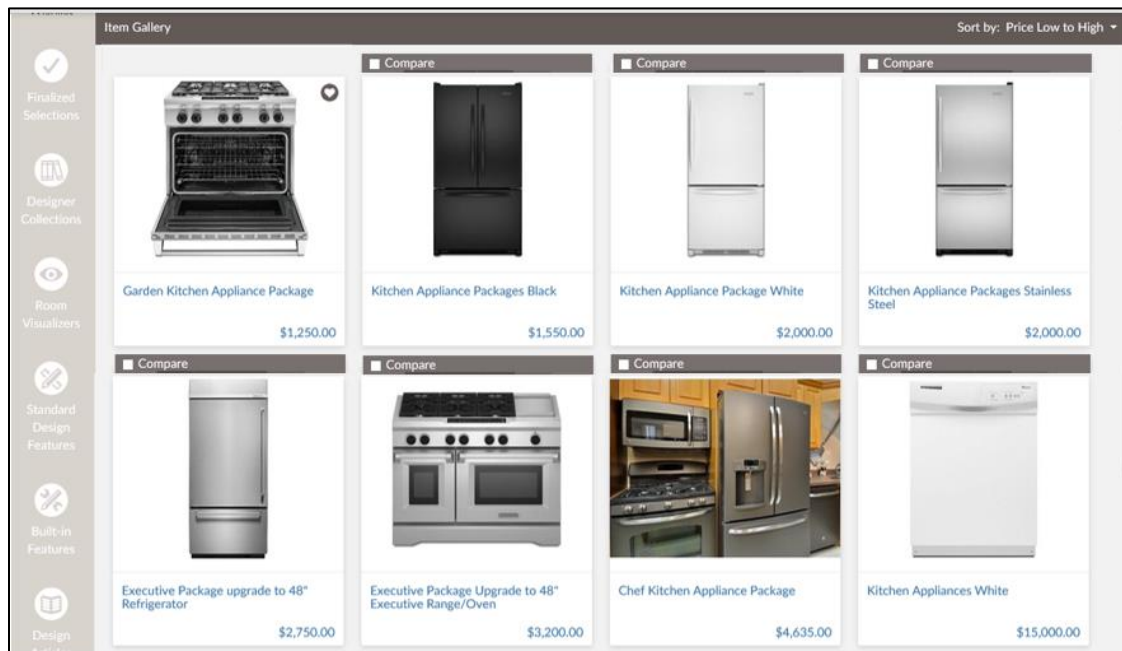 Item Gallery
Sort by: Price Low to High
Finalized
Selections
Designer
Collections
Room
Visualizers
Standard
Design
Features
Built-in
Features
Design
Compare
Compare
Compare
Garden Kitchen Appliance Package
$1,250.00
Kitchen Appliance Packages Black
$1,550.00
Kitchen Appliance Package White
$2,000.00
Kitchen Appliance Packages Stainless
Steel
$2,000.00
Compare
Compare
Compare
Compare
Executive Package upgrade to 48"
Refrigerator
$2,750.00
Executive Package Upgrade to 48"
Executive Range/Oven
$3,200.00
Chef Kitchen Appliance Package
$4,635.00
Kitchen Appliances White
$15,000.00